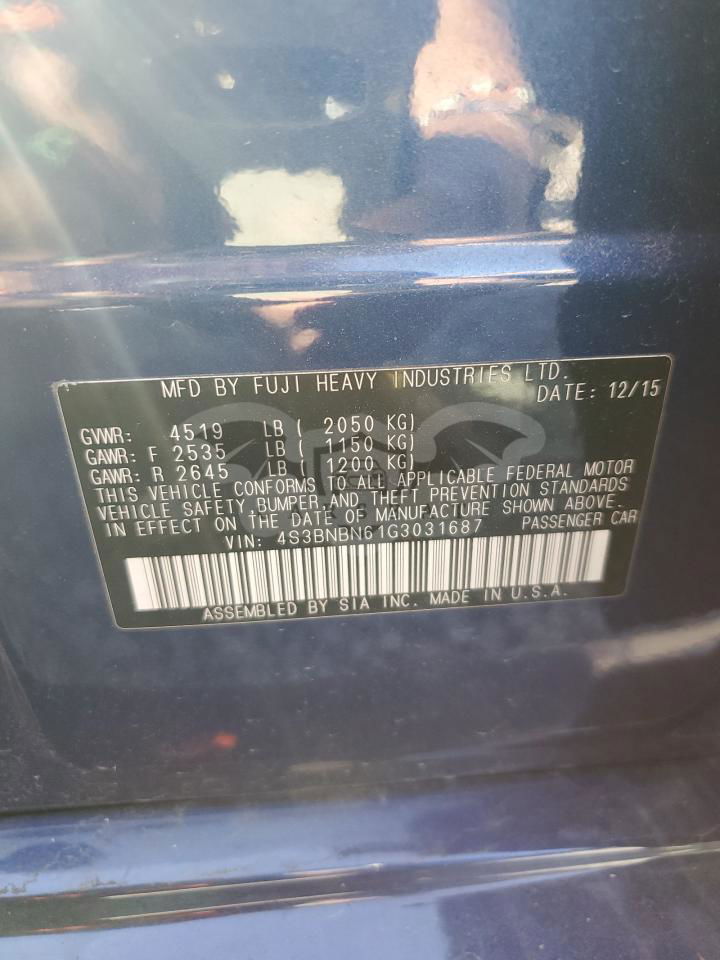 MFD BY FUJI HEAVY INDUSTRIES LTD.
DATE: 12/15
GVWR: 4519 LB ( 2050 KG)
GAWR: F 2535 LB ( 1150 KG)
GAWR: R 2645 LB ( 1200 KG)
THIS VEHICLE CONFORMS TO ALL APPLICABLE FEDERAL MOTOR
VEHICLE SAFETY,BUMPER,AND THEFT PREVENTION STANDARDS
IN EFFECT ON THE DATE OF MANUFACTURE SHOWN ABOVE.
VIN: 4S3BNBN61G3031687 PASSENGER CAR
ASSEMBLED BY SIA INC. MADE IN U.S.A.